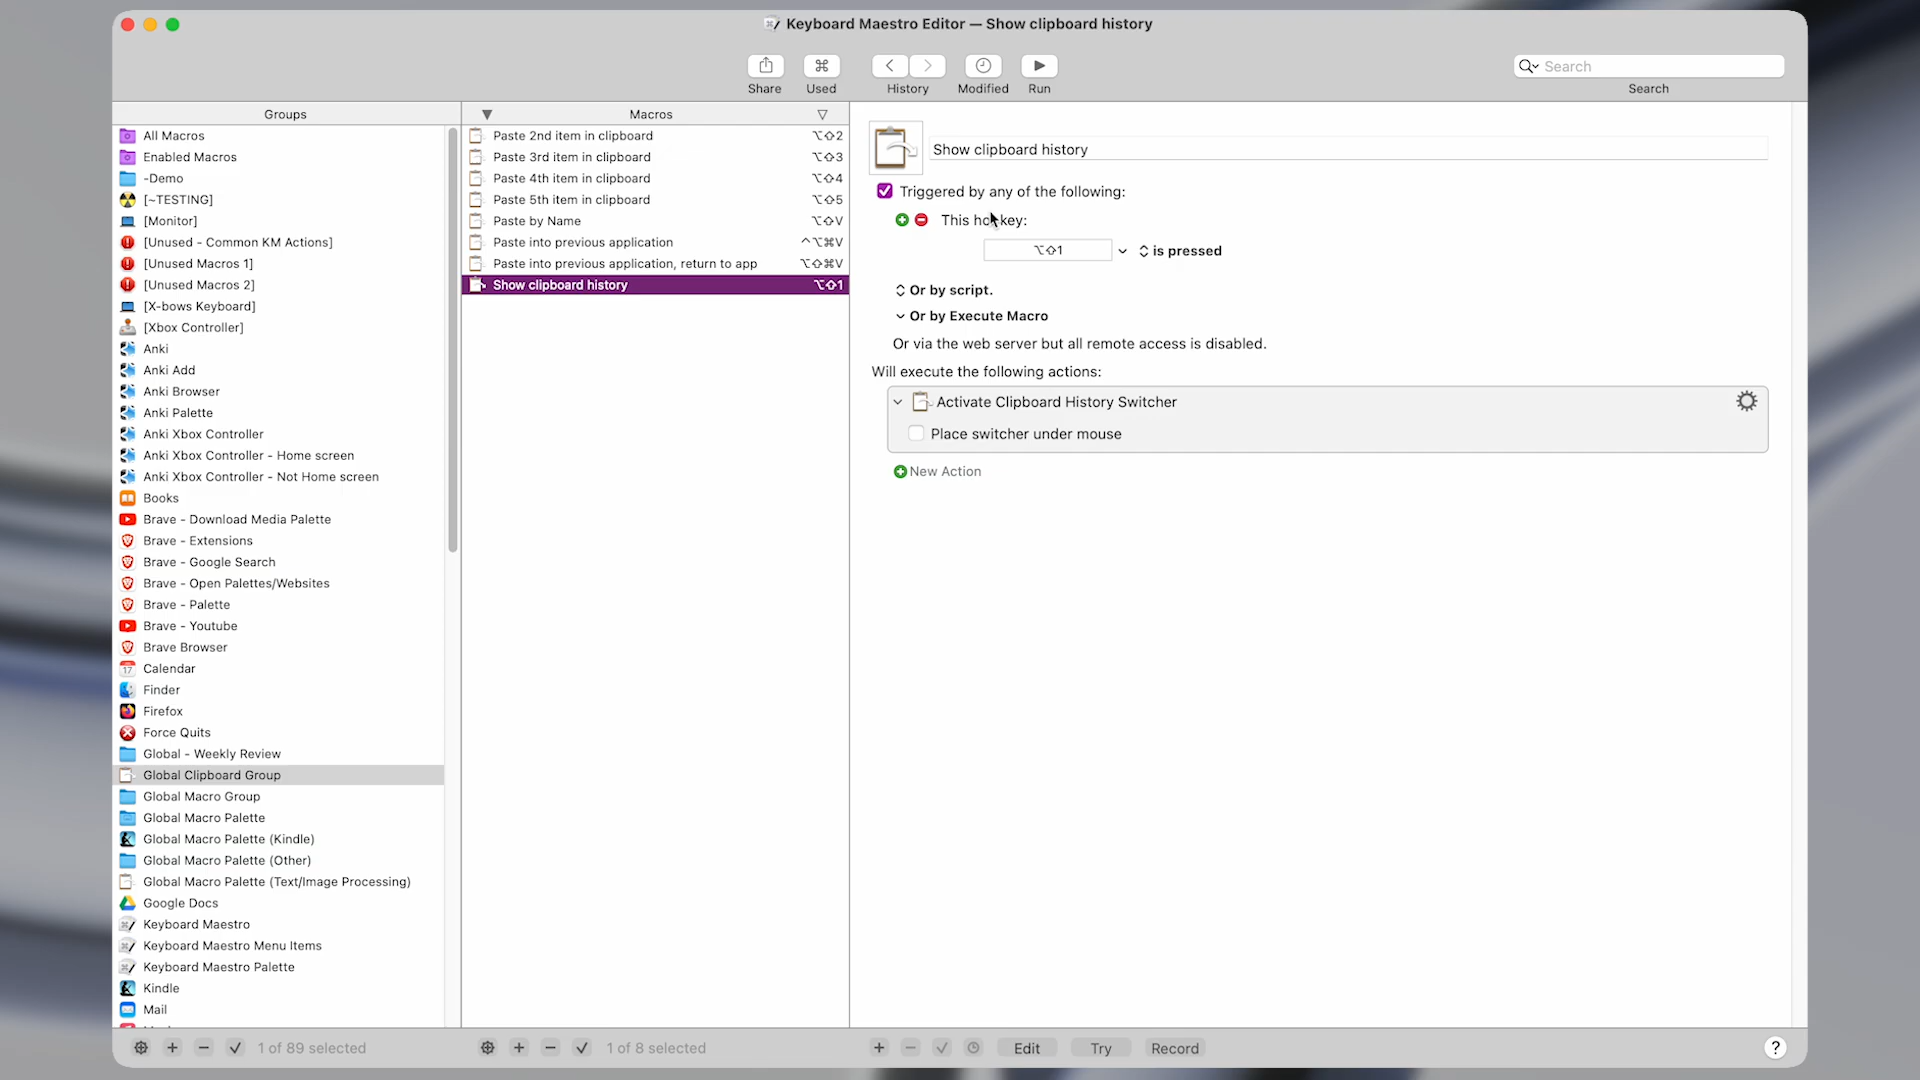 Keyboard Maestro Editor — Show clipboard history
Share
Used
History
Modified
Run
Search
Search
Groups
All Macros
Enabled Macros
-Demo
[~TESTING]
[Monitor]
[Unused - Common KM Actions]
[Unused Macros 1]
[Unused Macros 2]
[X-bows Keyboard]
[Xbox Controller]
Anki
Anki Add
Anki Browser
Anki Palette
Anki Xbox Controller
Anki Xbox Controller - Home screen
Anki Xbox Controller - Not Home screen
Books
Brave - Download Media Palette
Brave - Extensions
Brave - Google Search
Brave - Open Palettes/Websites
Brave - Palette
Brave - Youtube
Brave Browser
Calendar
Finder
Firefox
Force Quits
Global - Weekly Review
Global Clipboard Group
Global Macro Group
Global Macro Palette
Global Macro Palette (Kindle)
Global Macro Palette (Other)
Global Macro Palette (Text/Image Processing)
Google Docs
Keyboard Maestro
Keyboard Maestro Menu Items
Keyboard Maestro Palette
Kindle
Mail
1 of 89 selected
Macros
Paste 2nd item in clipboard ⌥⇧2
Paste 3rd item in clipboard ⌥⇧3
Paste 4th item in clipboard ⌥⇧4
Paste 5th item in clipboard ⌥⇧5
Paste by Name ⌥⇧V
Paste into previous application ^⌥⌘V
Paste into previous application, return to app ⌥⇧⌘V
Show clipboard history ⌥⇧1
1 of 8 selected
Show clipboard history
Triggered by any of the following:
This hotkey:
⌥⇧1 is pressed
Or by script.
Or by Execute Macro
Or via the web server but all remote access is disabled.
Will execute the following actions:
Activate Clipboard History Switcher
Place switcher under mouse
New Action
Edit
Try
Record
?